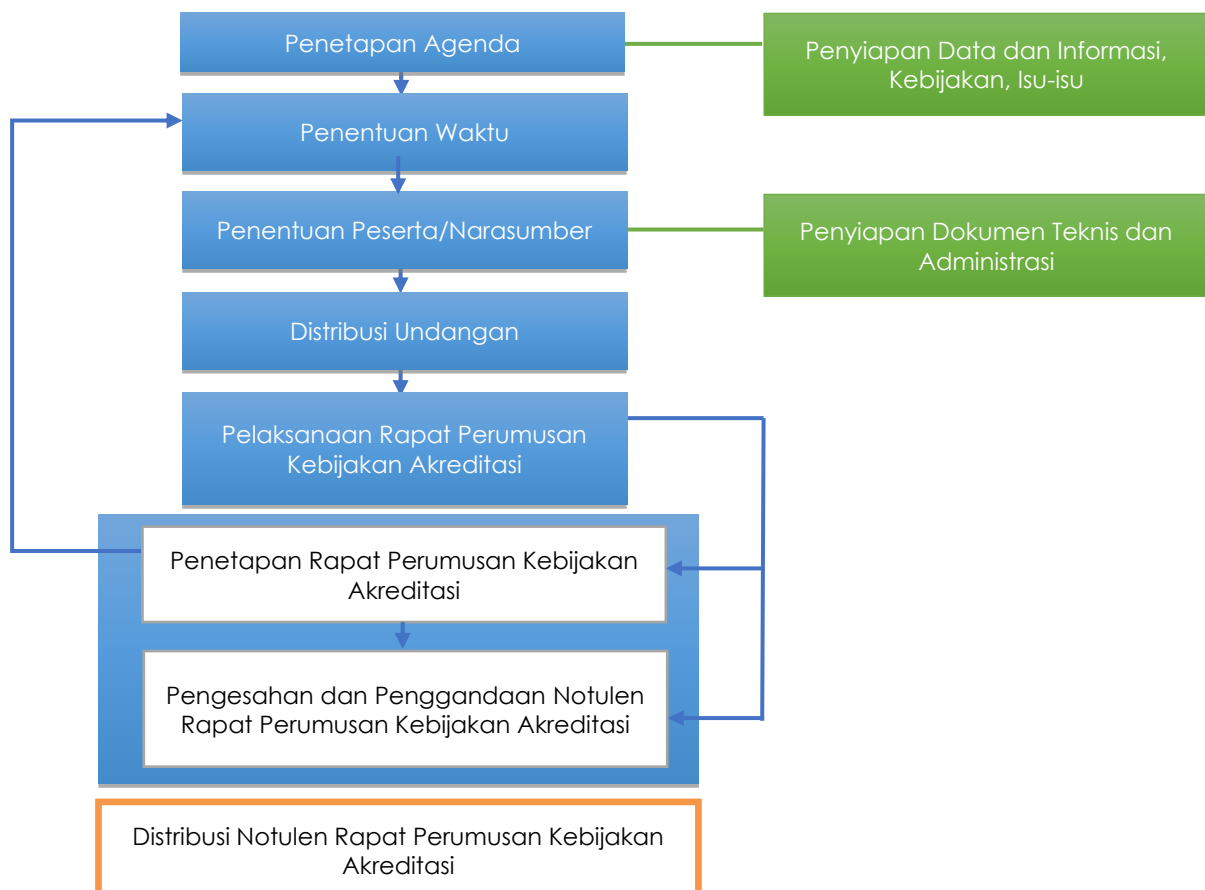 Penetapan Agenda
Penyiapan Data dan Informasi,
Kebijakan, Isu-isu
Penentuan Waktu
Penentuan Peserta/Narasumber
Penyiapan Dokumen Teknis dan
Administrasi
Distribusi Undangan
Pelaksanaan Rapat Perumusan
Kebijakan Akreditasi
Penetapan Rapat Perumusan Kebijakan
Akreditasi
Pengesahan dan Penggandaan Notulen
Rapat Perumusan Kebijakan Akreditasi
Distribusi Notulen Rapat Perumusan Kebijakan
Akreditasi